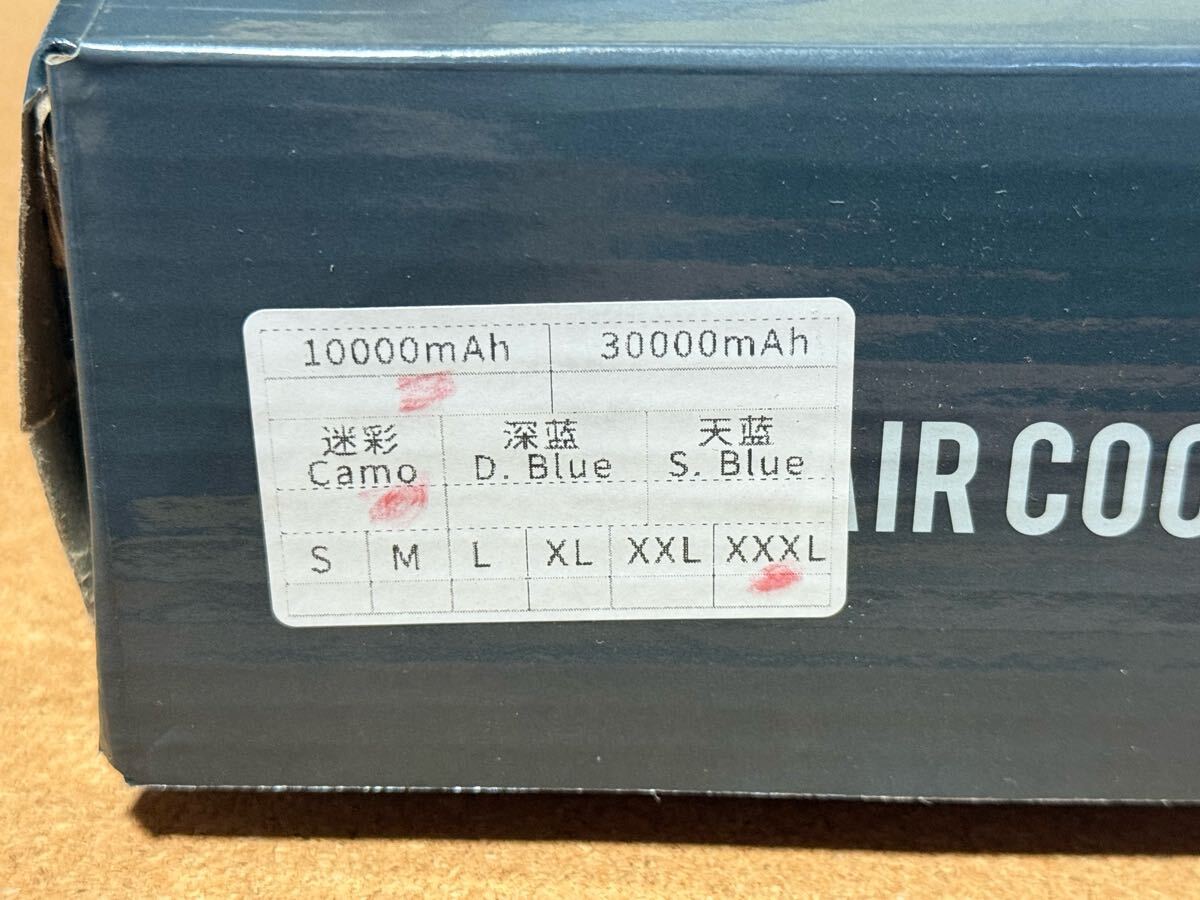 10000mAh 30000mAh
迷彩 深蓝 天蓝
Camo D. Blue S. Blue
S M L XL XXL XXXL
AIR COO